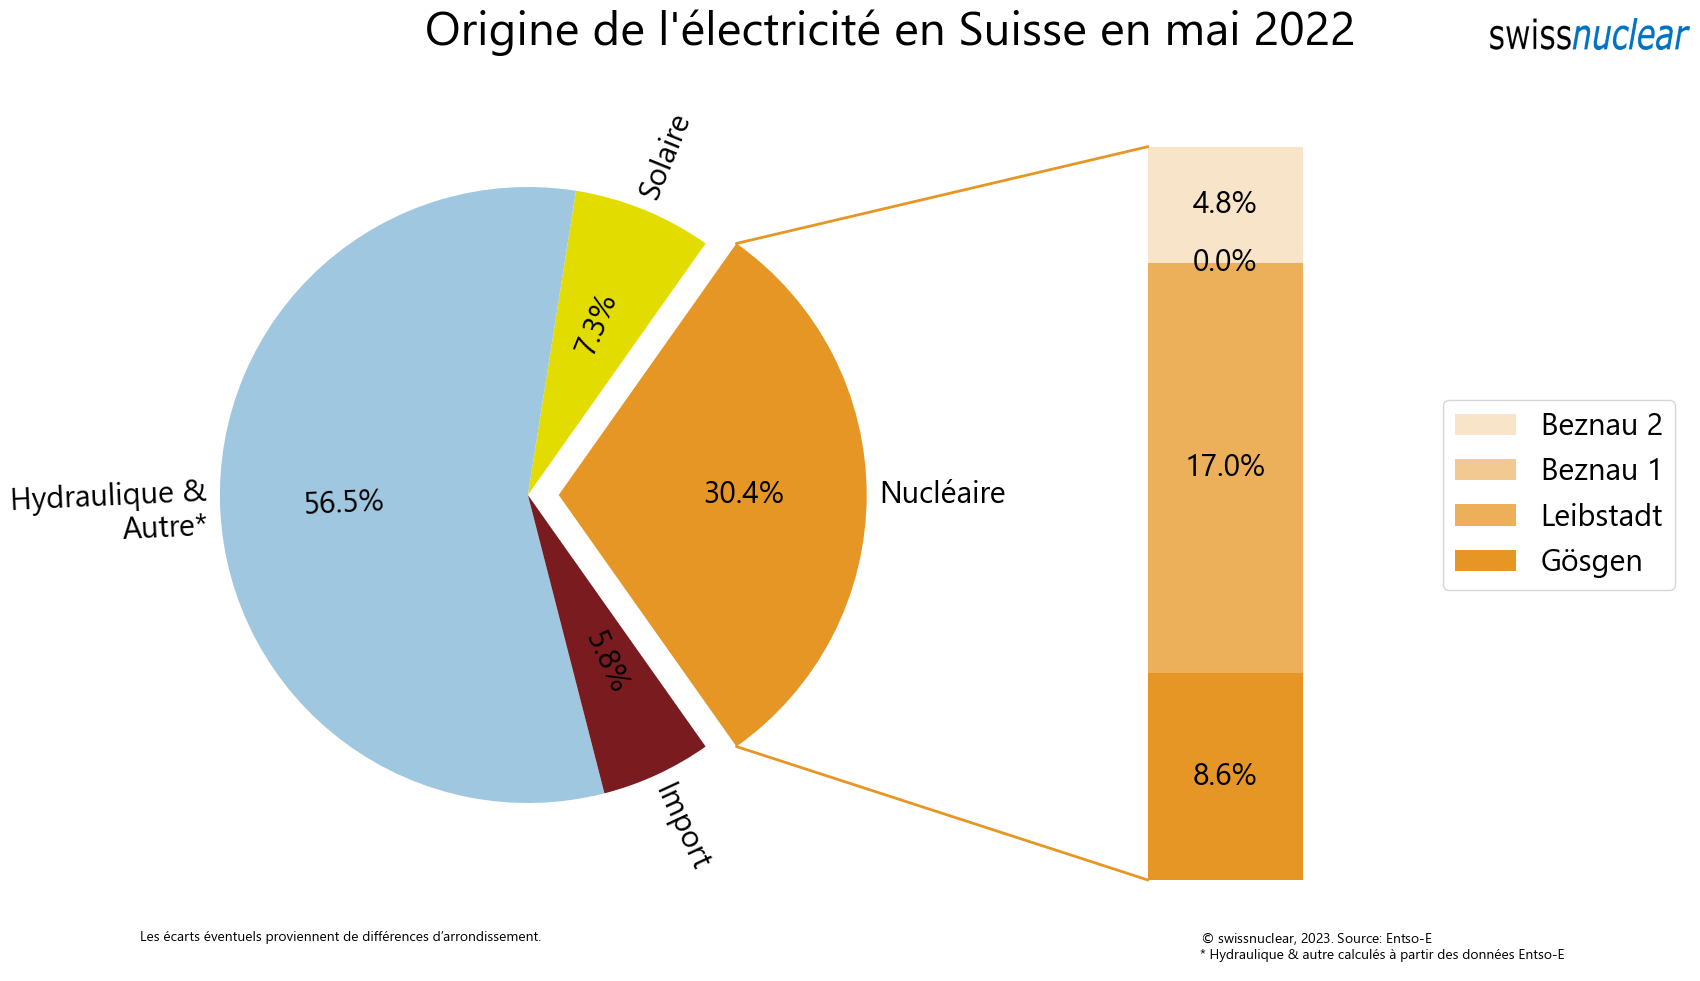 Origine de l'électricité en Suisse en mai 2022
swissnuclear
Solaire
7.3%
Hydraulique &
Autre*
56.5%
30.4%
Nucléaire
5.8%
Import
4.8%
0.0%
17.0%
8.6%
Beznau 2
Beznau 1
Leibstadt
Gösgen
Les écarts éventuels proviennent de différences d’arrondissement.
© swissnuclear, 2023. Source: Entso-E
* Hydraulique & autre calculés à partir des données Entso-E